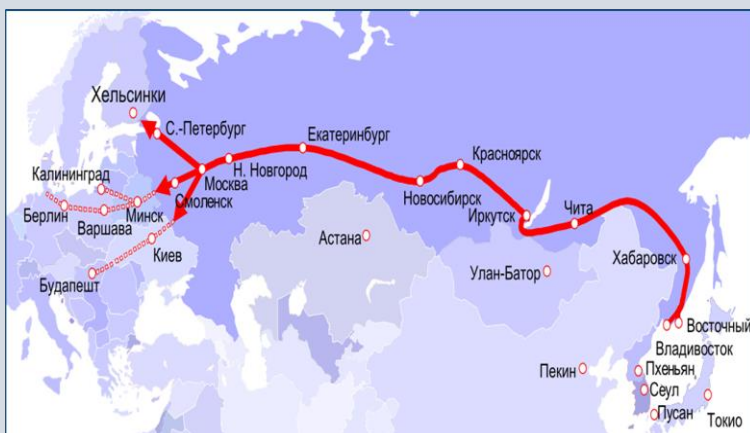 Хельсинки
С.-Петербург
Екатеринбург
Калининград
Н. Новгород
Красноярск
Москва
Смоленск
Новосибирск
Берлин
Минск
Варшава
Иркутск
Чита
Киев
Астана
Хабаровск
Улан-Батор
Будапешт
Восточный
Владивосток
Пекин
Пхеньян
Сеул
Пусан
Токио